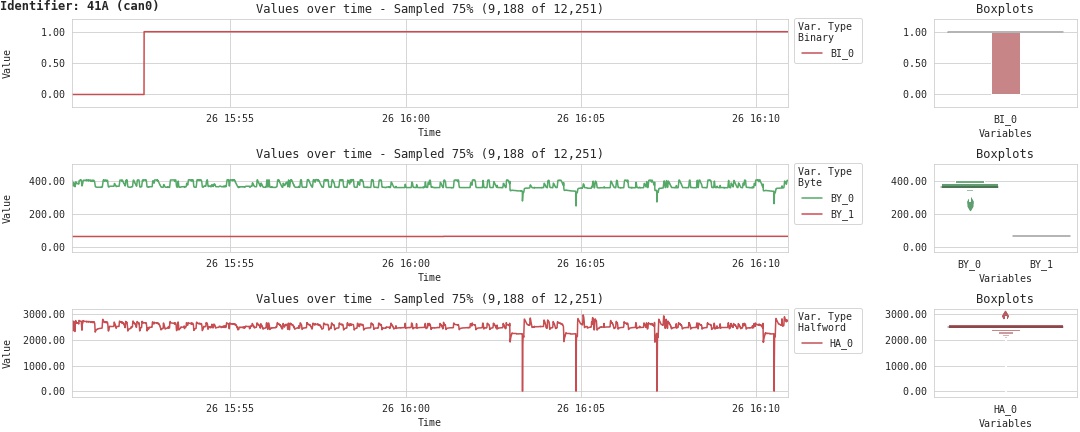 Identifier: 41A (can0)
Values over time - Sampled 75% (9,188 of 12,251)
Value
1.00
0.50
0.00
26 15:55
26 16:00
26 16:05
26 16:10
Time
Var. Type
Binary
BI_0
Boxplots
1.00
0.50
0.00
BI_0
Variables
Values over time - Sampled 75% (9,188 of 12,251)
Value
400.00
200.00
0.00
26 15:55
26 16:00
26 16:05
26 16:10
Time
Var. Type
Byte
BY_0
BY_1
Boxplots
400.00
200.00
0.00
BY_0
BY_1
Variables
Values over time - Sampled 75% (9,188 of 12,251)
Value
3000.00
2000.00
1000.00
0.00
26 15:55
26 16:00
26 16:05
26 16:10
Time
Var. Type
Halfword
HA_0
Boxplots
3000.00
2000.00
1000.00
0.00
HA_0
Variables